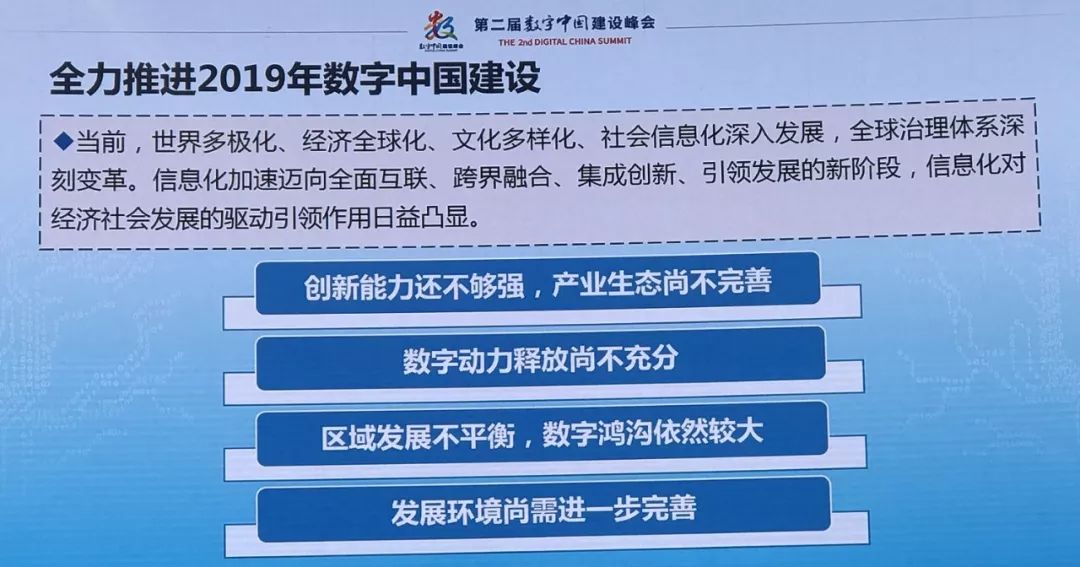 第二届数字中国建设峰会
数字中国建设峰会
THE 2nd DIGITAL CHINA SUMMIT
全力推进2019年数字中国建设
◆当前，世界多极化、经济全球化、文化多样化、社会信息化深入发展，全球治理体系深
刻变革。信息化加速迈向全面互联、跨界融合、集成创新、引领发展的新阶段，信息化对
经济社会发展的驱动引领作用日益凸显。
创新能力还不够强，产业生态尚不完善
数字动力释放尚不充分
区域发展不平衡，数字鸿沟依然较大
发展环境尚需进一步完善